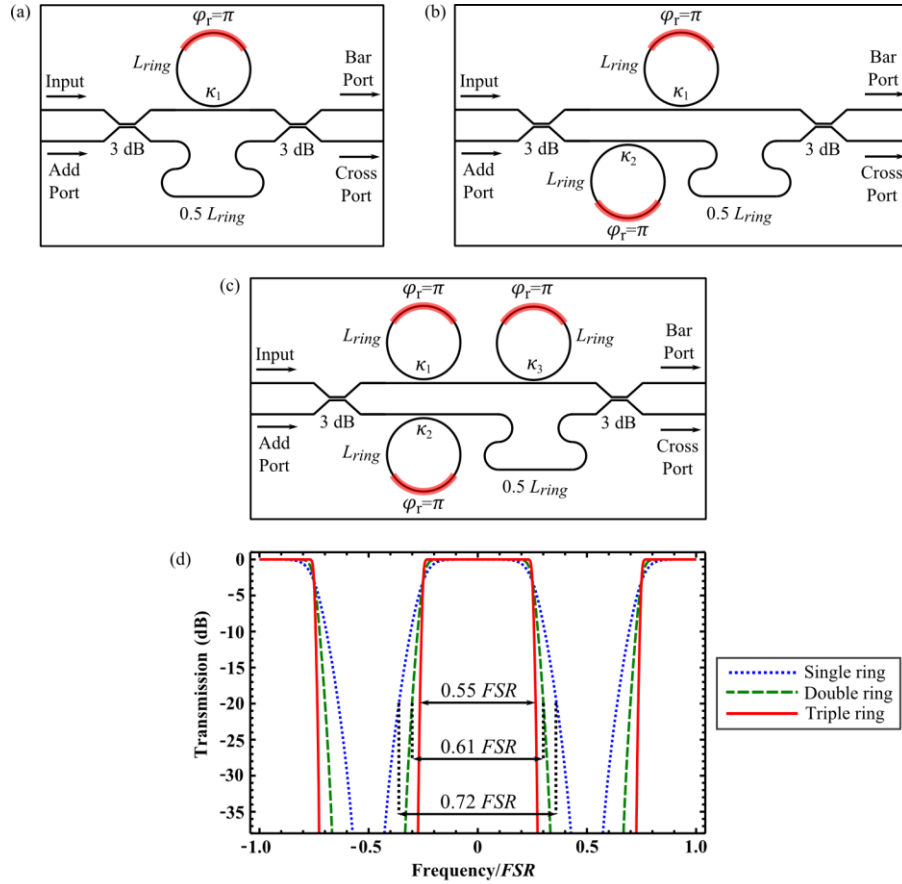 (a)
φr=π
Lring
κ1
Input
Bar
Port
3 dB
3 dB
Add
Port
Cross
Port
0.5 Lring
(b)
φr=π
Lring
κ1
Input
Bar
Port
3 dB
κ2
3 dB
Add
Port
Lring
Cross
Port
φr=π
0.5 Lring
(c)
φr=π
φr=π
Lring
Lring
κ1
κ3
Input
Bar
Port
3 dB
κ2
3 dB
Add
Port
Lring
Cross
Port
φr=π
0.5 Lring
(d)
Transmission (dB)
0
-5
-10
-15
-20
-25
-30
-35
0.55 FSR
0.61 FSR
0.72 FSR
-1.0
-0.5
0.0
0.5
1.0
Frequency/FSR
Single ring
Double ring
Triple ring